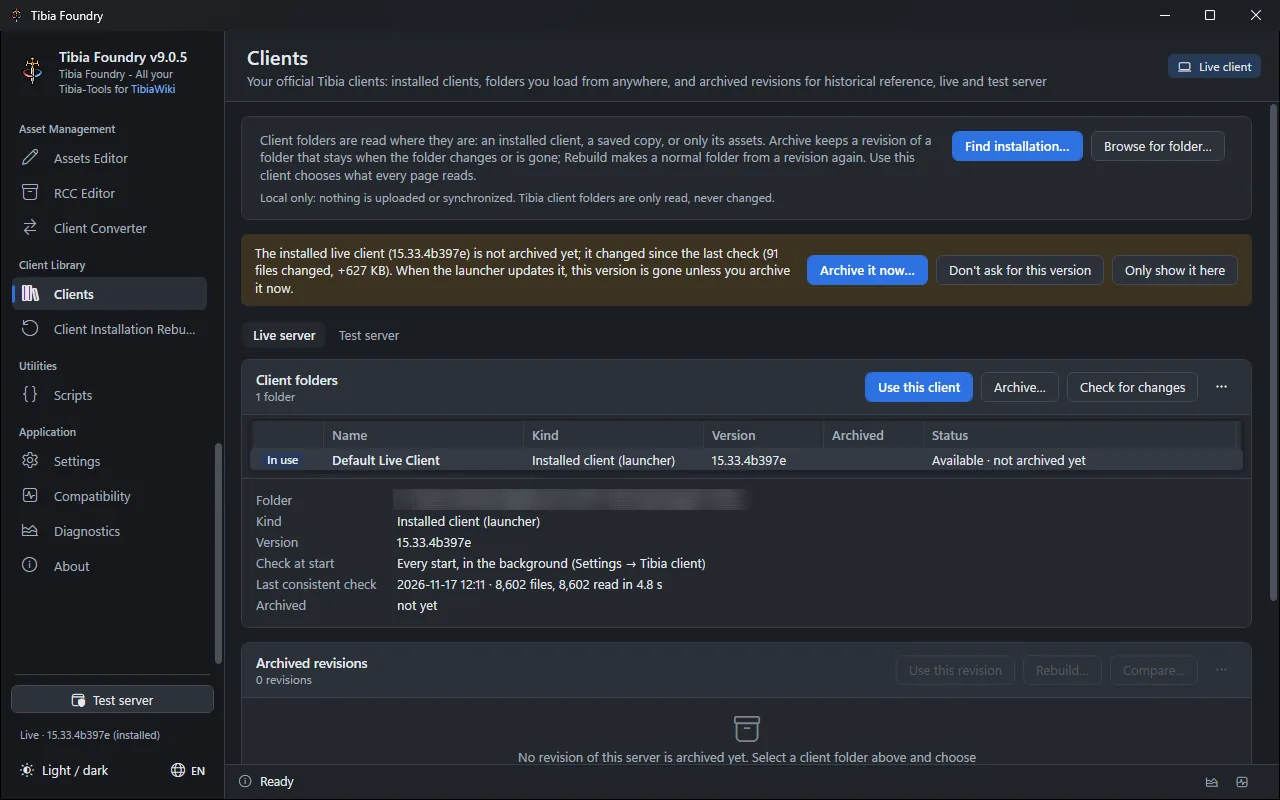 Tibia Foundry
Tibia Foundry v9.0.5
Tibia Foundry - All your
Tibia-Tools for TibiaWiki
Asset Management
Assets Editor
RCC Editor
Client Converter
Client Library
Clients
Client Installation Rebu...
Utilities
{} Scripts
Application
Settings
Compatibility
Diagnostics
About
Test server
Live · 15.33.4b397e (installed)
Light / dark
EN
Clients
Your official Tibia clients: installed clients, folders you load from anywhere, and archived revisions for historical reference, live and test server
Live client
Client folders are read where they are: an installed client, a saved copy, or only its assets. Archive keeps a revision of a
folder that stays when the folder changes or is gone; Rebuild makes a normal folder from a revision again. Use this
client chooses what every page reads.
Local only: nothing is uploaded or synchronized. Tibia client folders are only read, never changed.
Find installation...
Browse for folder...
The installed live client (15.33.4b397e) is not archived yet; it changed since the last check (91
files changed, +627 KB). When the launcher updates it, this version is gone unless you archive
it now.
Archive it now...
Don't ask for this version
Only show it here
Live server
Test server
Client folders
1 folder
Use this client
Archive...
Check for changes
...
Name Kind Version Archived Status
In use Default Live Client Installed client (launcher) 15.33.4b397e Available · not archived yet
Folder
Kind Installed client (launcher)
Version 15.33.4b397e
Check at start Every start, in the background (Settings → Tibia client)
Last consistent check 2026-11-17 12:11 · 8,602 files, 8,602 read in 4.8 s
Archived not yet
Archived revisions
0 revisions
Use this revision
Rebuild...
Compare...
...
No revision of this server is archived yet. Select a client folder above and choose
Ready